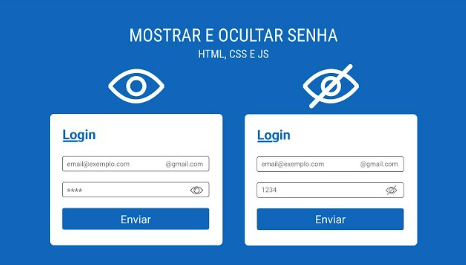 MOSTRAR E OCULTAR SENHA
HTML, CSS E JS
Login
email@exemplo.com @gmail.com
****
Enviar
Login
email@exemplo.com @gmail.com
1234
Enviar